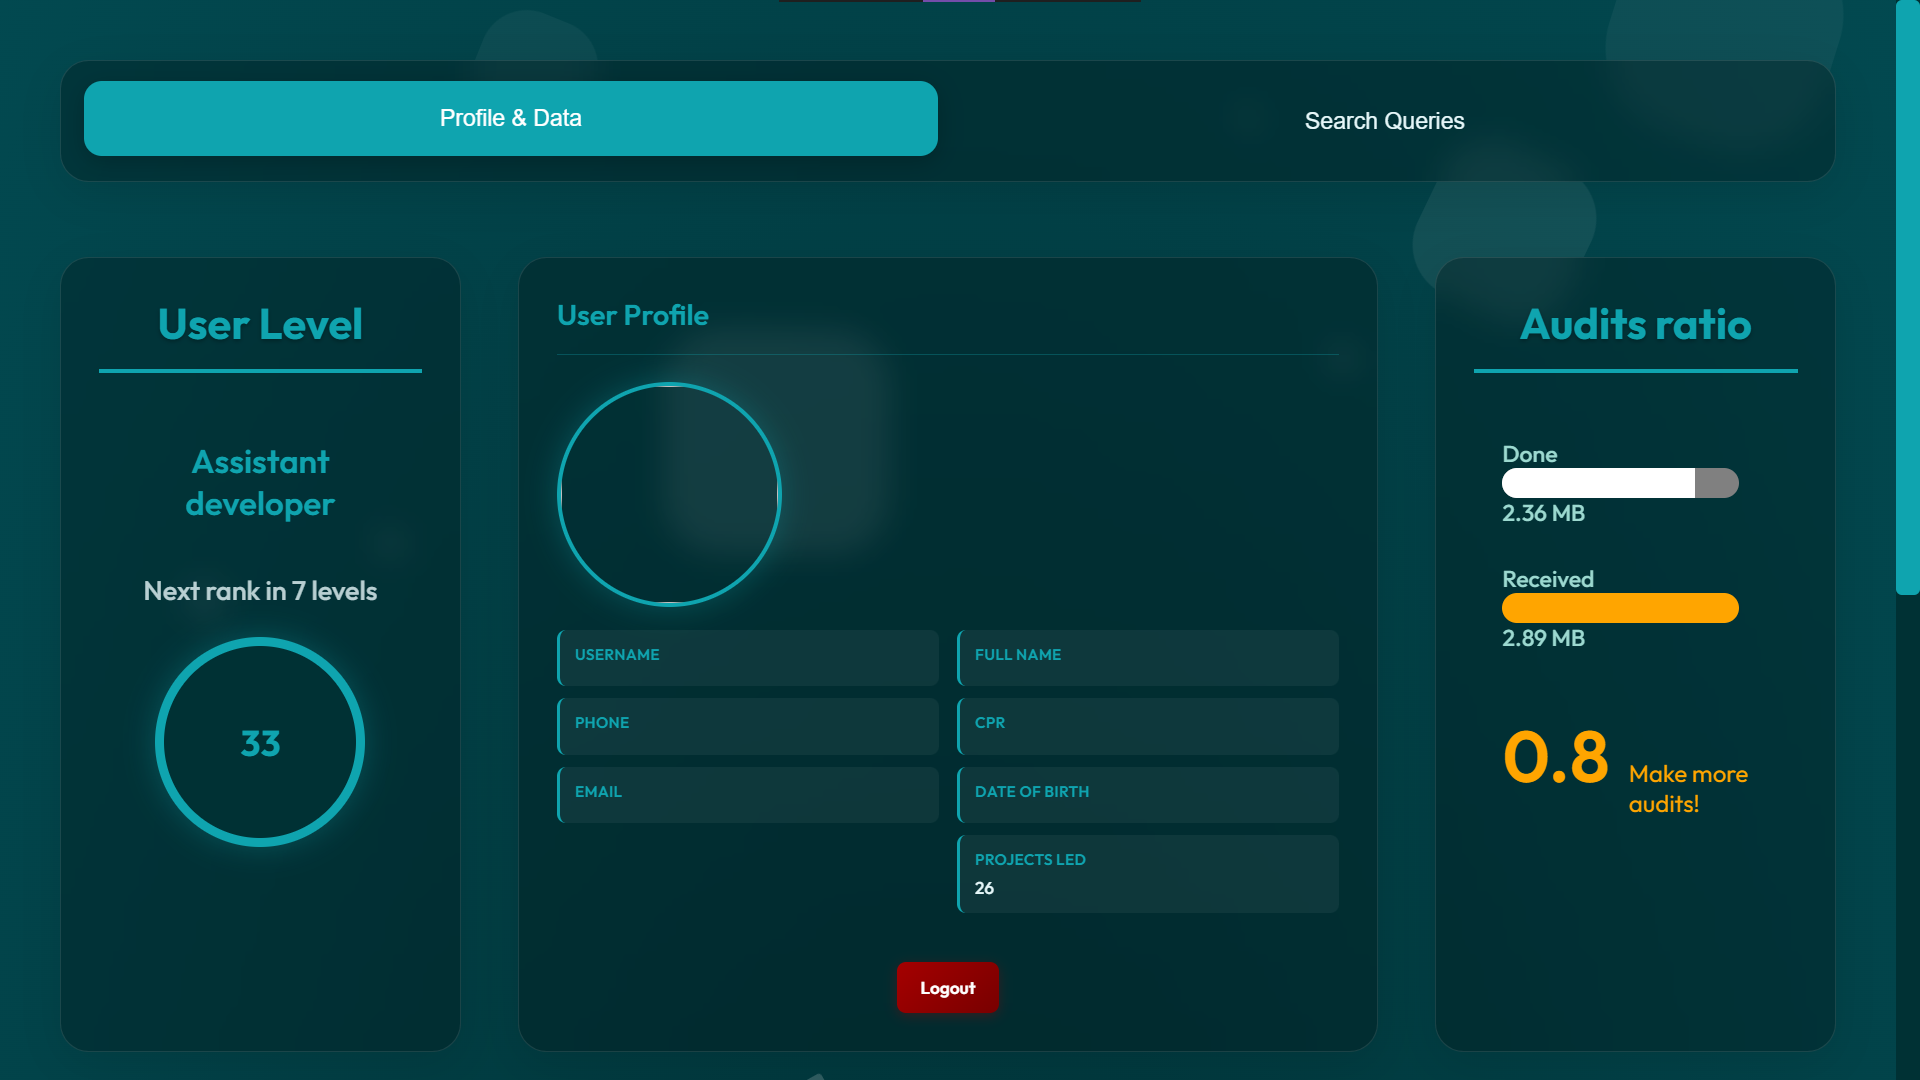 Profile & Data
Search Queries
User Level
Assistant
developer
Next rank in 7 levels
33
User Profile
USERNAME
FULL NAME
PHONE
CPR
EMAIL
DATE OF BIRTH
PROJECTS LED
26
Logout
Audits ratio
Done
2.36 MB
Received
2.89 MB
0.8
Make more
audits!